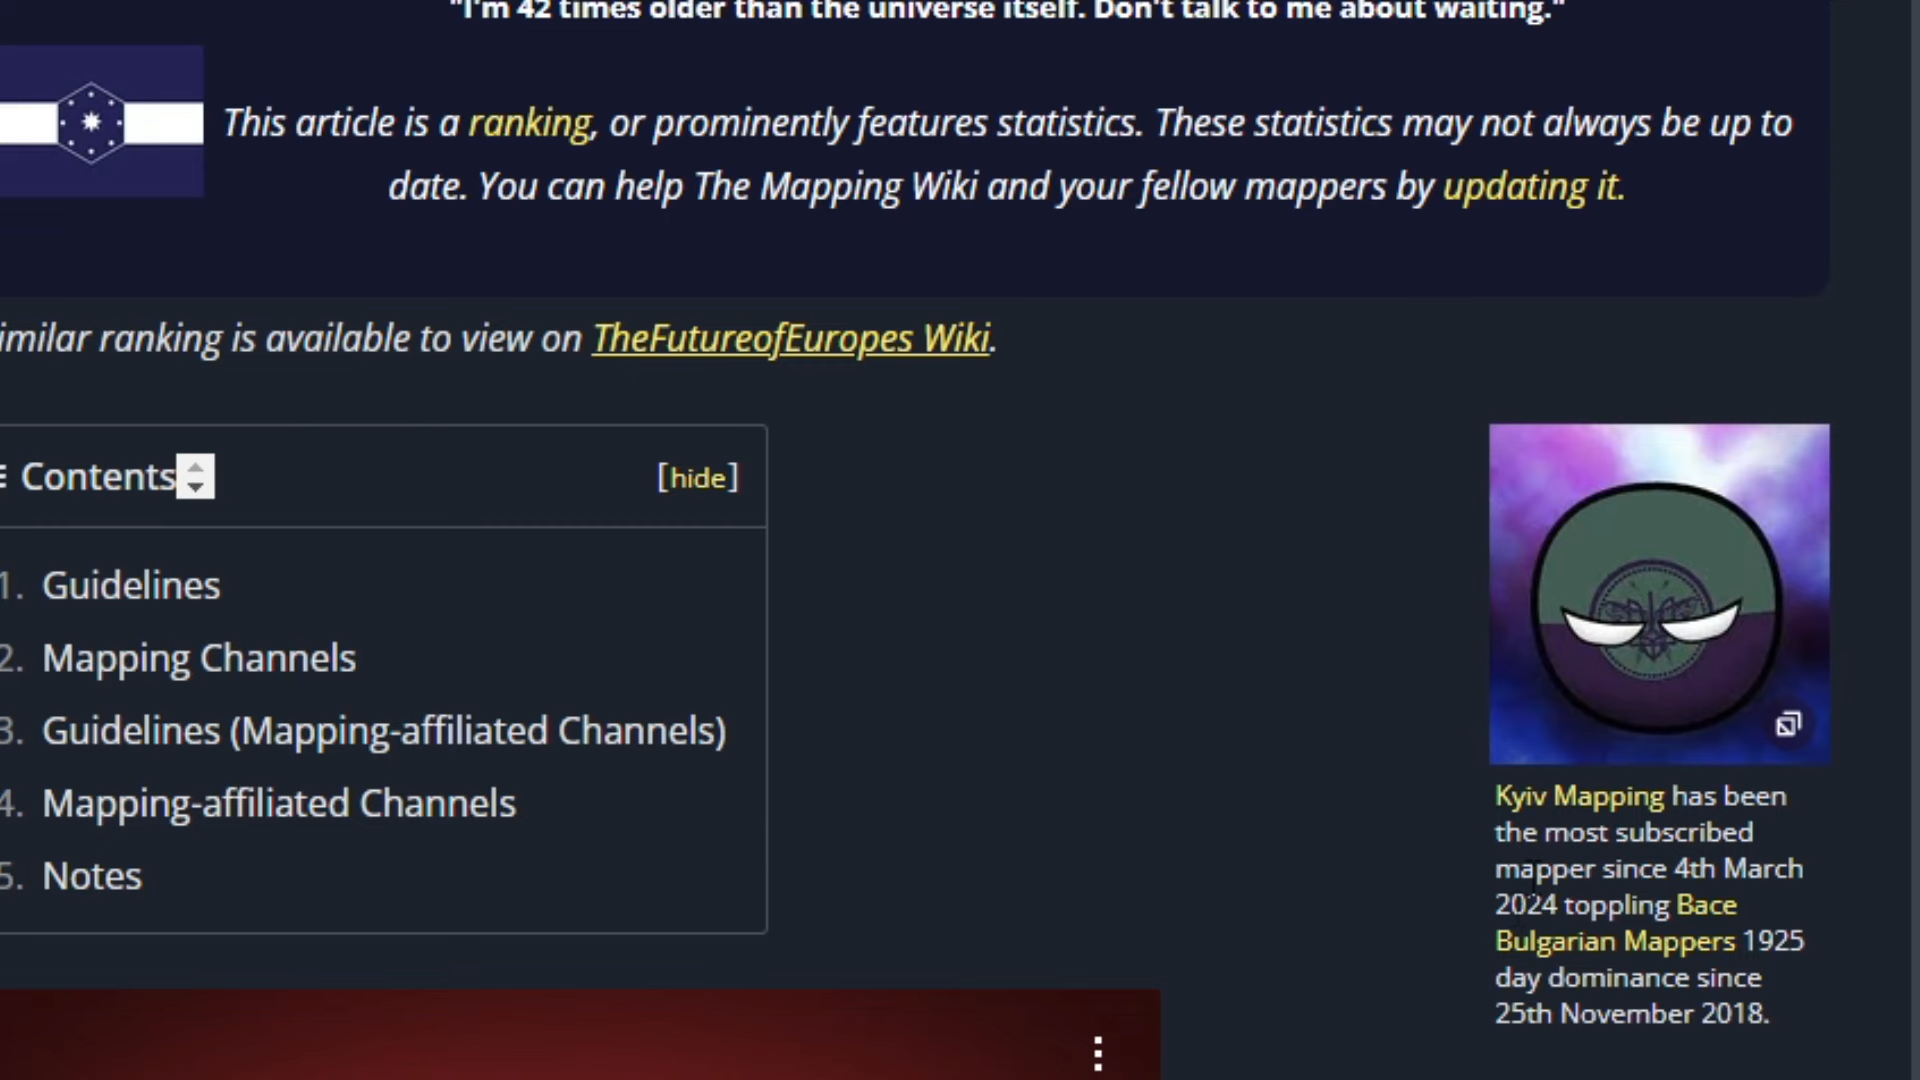 "I'm 42 times older than the universe itself. Don't talk to me about waiting."
This article is a ranking, or prominently features statistics. These statistics may not always be up to
date. You can help The Mapping Wiki and your fellow mappers by updating it.
imilar ranking is available to view on TheFutureofEuropes Wiki.
Contents [hide]
1. Guidelines
2. Mapping Channels
3. Guidelines (Mapping-affiliated Channels)
4. Mapping-affiliated Channels
5. Notes
Kyiv Mapping has been
the most subscribed
mapper since 4th March
2024 toppling Bace
Bulgarian Mappers 1925
day dominance since
25th November 2018.